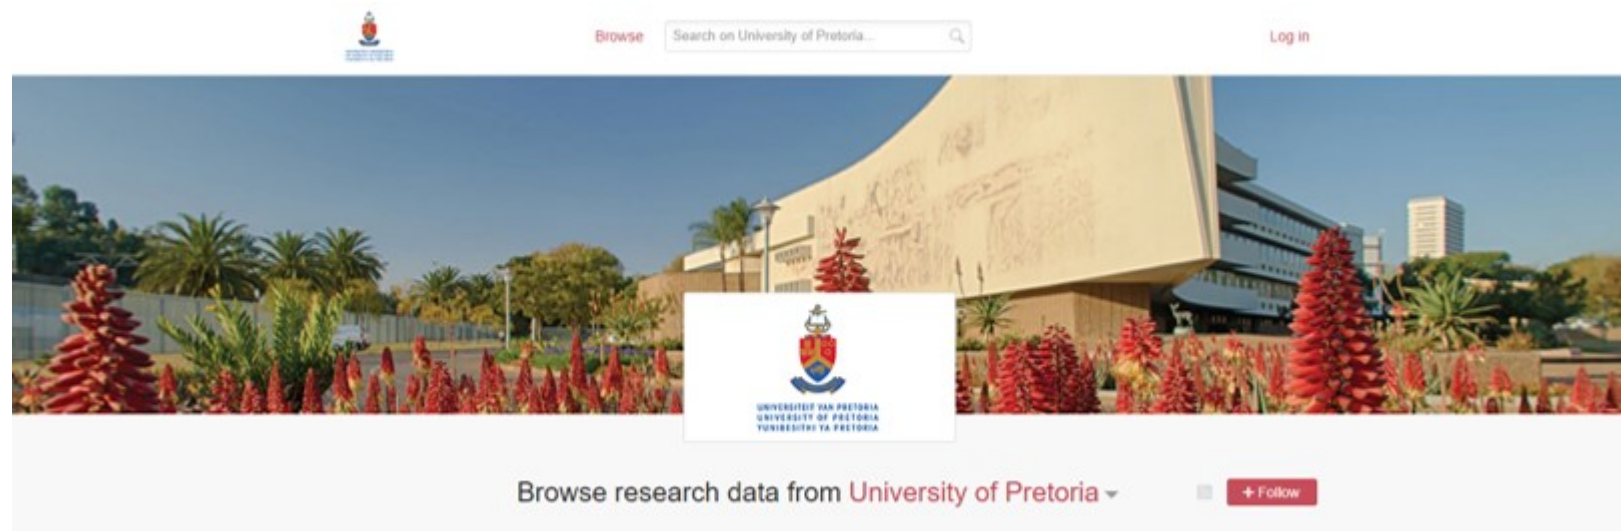 Browse
Search on University of Pretoria...
Log in
UNIVERSITEIT VAN PRETORIA
UNIVERSITY OF PRETORIA
YUNIBESITHI YA PRETORIA
Browse research data from University of Pretoria
+ Follow